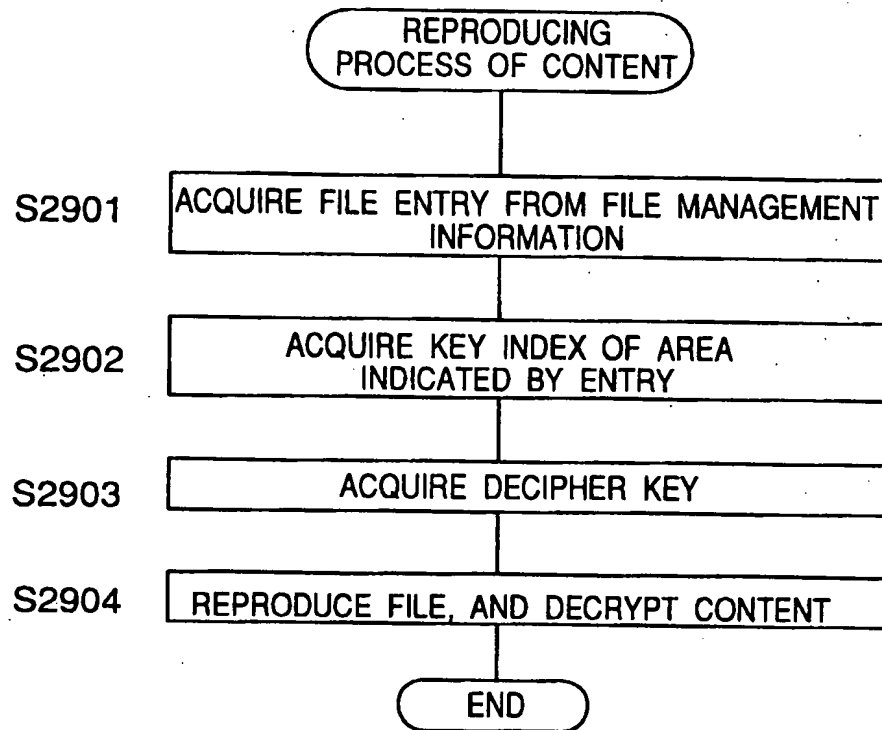 REPRODUCING
PROCESS OF CONTENT
S2901
ACQUIRE FILE ENTRY FROM FILE MANAGEMENT
INFORMATION
S2902
ACQUIRE KEY INDEX OF AREA
INDICATED BY ENTRY
S2903
ACQUIRE DECIPHER KEY
S2904
REPRODUCE FILE, AND DECRYPT CONTENT
END